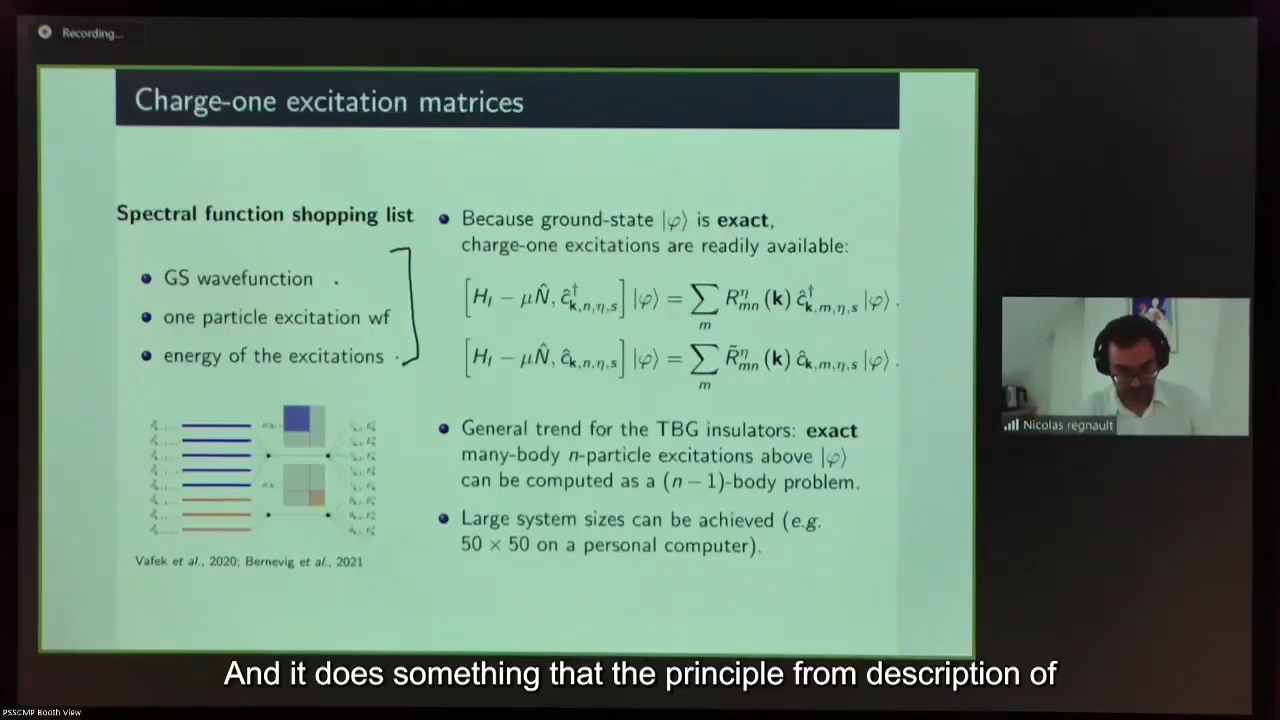 Recording...
Charge-one excitation matrices
Spectral function shopping list
GS wavefunction
one particle excitation wf
energy of the excitations
Vafek et al., 2020; Bernevig et al., 2021
Because ground-state |φ⟩ is exact,
charge-one excitations are readily available:
[H_I − μN̂, ĉ†_{k,n,η,s}] |φ⟩ = ∑_m R^η_{mn} (k) ĉ†_{k,m,η,s} |φ⟩ .
[H_I − μN̂, ĉ_{k,n,η,s}] |φ⟩ = ∑_m R̃^η_{mn} (k) ĉ_{k,m,η,s} |φ⟩ .
General trend for the TBG insulators: exact
many-body n-particle excitations above |φ⟩
can be computed as a (n − 1)-body problem.
Large system sizes can be achieved (e.g.
50 × 50 on a personal computer).
Nicolas regnault
And it does something that the principle from description of
PSSCMP Booth View